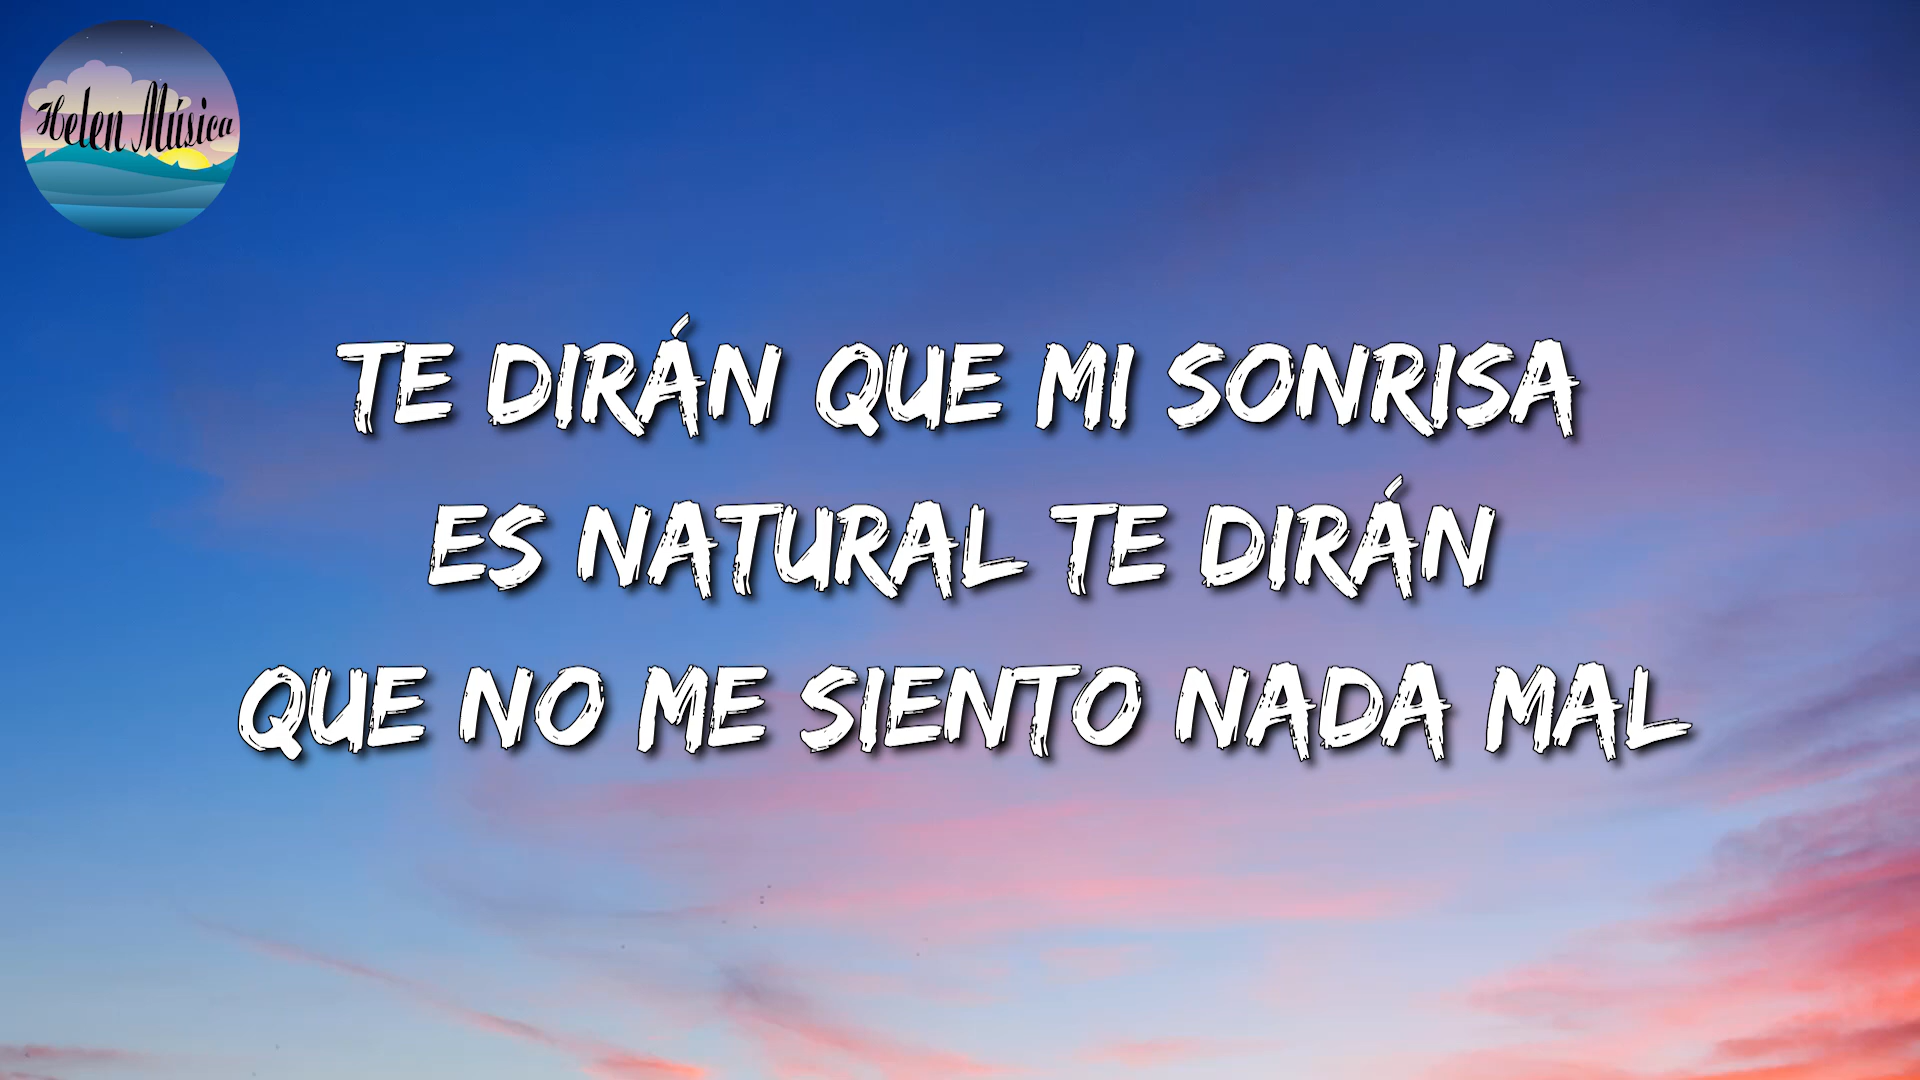 Helen Música
TE DIRÁN QUE MI SONRISA
ES NATURAL TE DIRÁN
QUE NO ME SIENTO NADA MAL